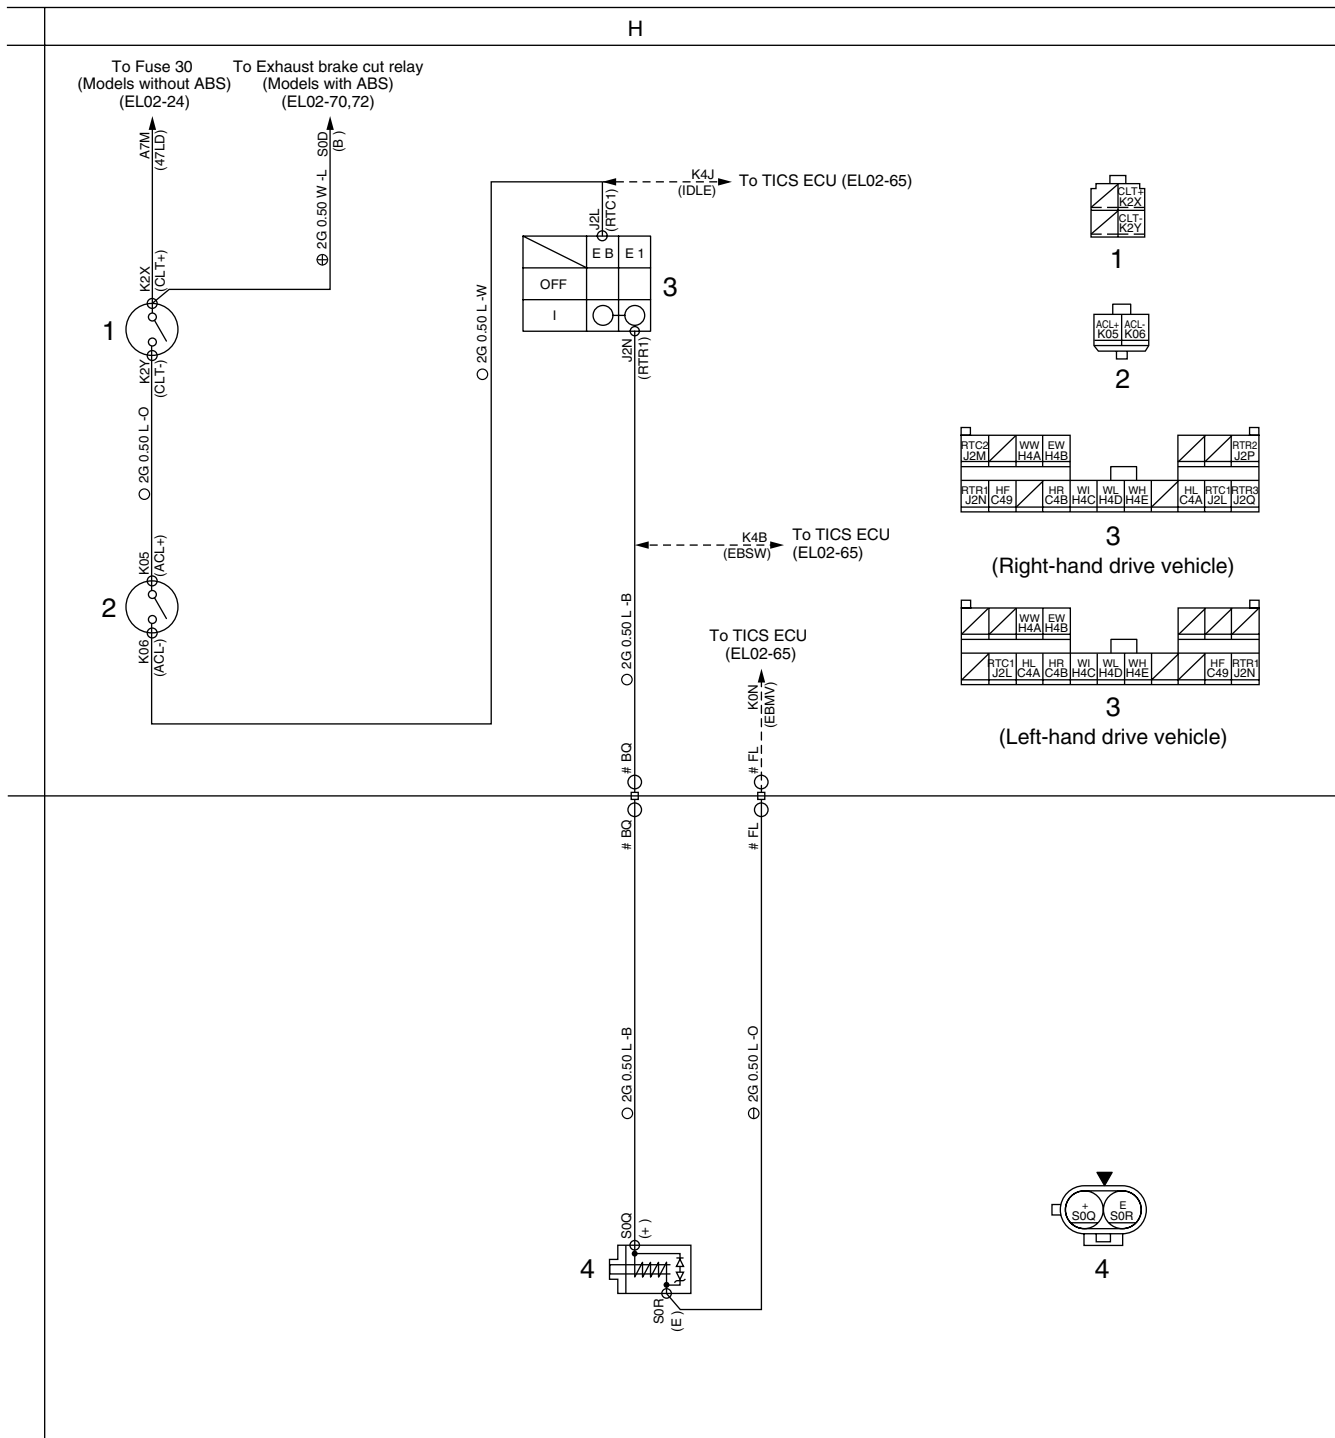 H
To Fuse 30
(Models without ABS)
(EL02-24)
To Exhaust brake cut relay
(Models with ABS)
(EL02-70,72)
A7M
(47LD)
S0D
(B )
2G 0.50 W -L
K2X
(CLT+)
1
K2Y
(CLT-)
2G 0.50 L -O
K05
(ACL+)
2
K06
(ACL-)
2G 0.50 L -W
K4J
(IDLE)
To TICS ECU (EL02-65)
J2L
(RTC1)
E B
E 1
OFF
I
3
J2N
(RTR1)
K4B
(EBSW)
To TICS ECU
(EL02-65)
2G 0.50 L -B
To TICS ECU
(EL02-65)
K0N
(EBMV)
# BQ
# FL
# BQ
# FL
2G 0.50 L -B
2G 0.50 L -O
S0Q
(+ )
4
S0R
(E )
CLT+
K2X
CLT-
K2Y
1
ACL+ ACL-
K05 K06
2
RTC2 WW EW RTR2
J2M H4A H4B J2P
RTR1 HF HR WI WL WH HL RTC1 RTR3
J2N C49 C4B H4C H4D H4E C4A J2L J2Q
3
(Right-hand drive vehicle)
WW EW
H4A H4B
RTC1 HL HR WI WL WH HF RTR1
J2L C4A C4B H4C H4D H4E C49 J2N
3
(Left-hand drive vehicle)
+ E
S0Q S0R
4